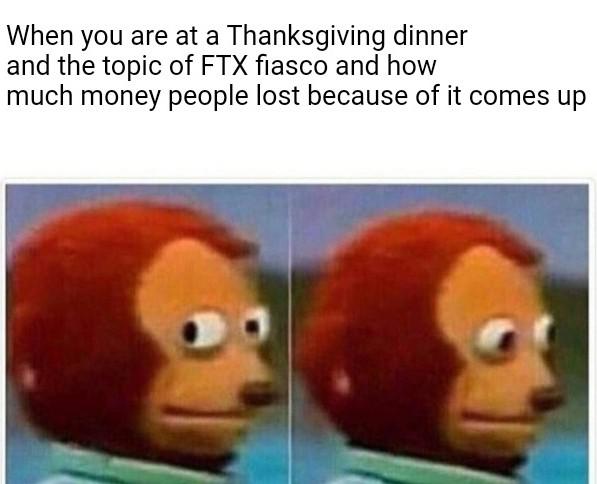 When you are at a Thanksgiving dinner
and the topic of FTX fiasco and how
much money people lost because of it comes up